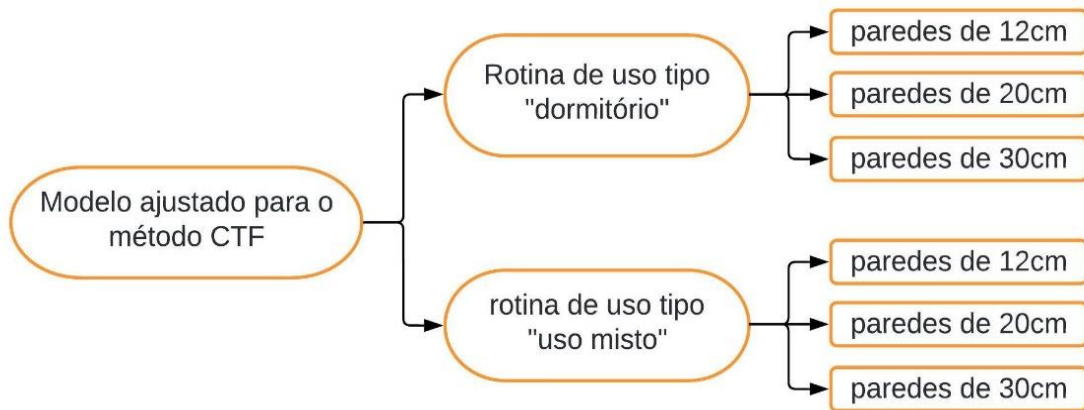 Modelo ajustado para o
método CTF
Rotina de uso tipo
"dormitório"
paredes de 12cm
paredes de 20cm
paredes de 30cm
rotina de uso tipo
"uso misto"
paredes de 12cm
paredes de 20cm
paredes de 30cm